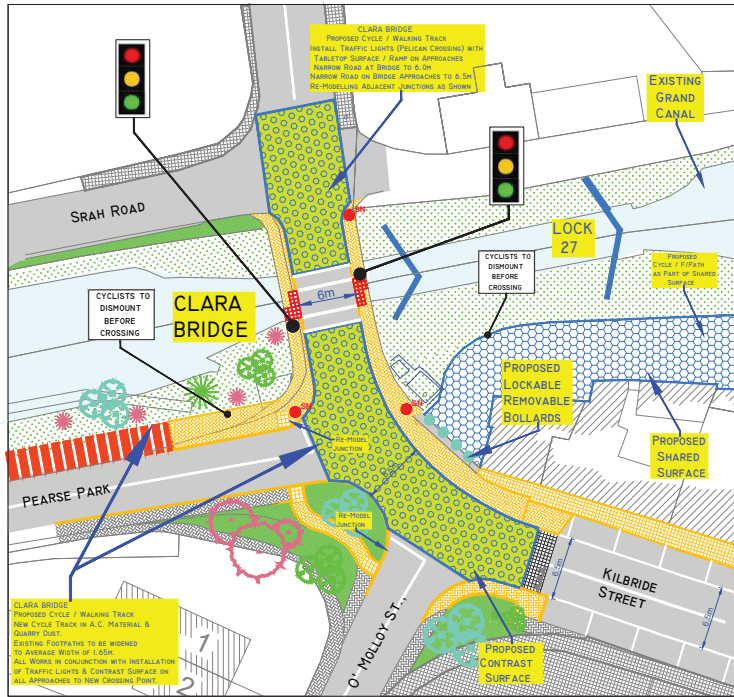 CLARA BRIDGE
PROPOSED CYCLE / WALKING TRACK
INSTALL TRAFFIC LIGHTS (PELICAN CROSSING) WITH
TABLETOP SURFACE / RAMP ON APPROACHES
NARROW ROAD AT BRIDGE TO 6.0M
NARROW ROAD ON BRIDGE APPROACHES TO 6.5M
RE-MODELLING ADJACENT JUNCTIONS AS SHOWN
EXISTING
GRAND
CANAL
SRAH ROAD
SN
LOCK
27
CYCLISTS TO
DISMOUNT
BEFORE
CROSSING
PROPOSED
CYCLE / F/PATH
AS PART OF SHARED
SURFACE
6m
CYCLISTS TO
DISMOUNT
BEFORE
CROSSING
CLARA
BRIDGE
PROPOSED
LOCKABLE
REMOVABLE
BOLLARDS
SN
SN
RE-MODEL
JUNCTION
PROPOSED
SHARED
SURFACE
PEARSE PARK
RE-MODEL
JUNCTION
6.5m
6.5m
KILBRIDE
STREET
CLARA BRIDGE
PROPOSED CYCLE / WALKING TRACK
NEW CYCLE TRACK IN A.C. MATERIAL &
QUARRY DUST.
EXISTING FOOTPATHS TO BE WIDENED
TO AVERAGE WIDTH OF 1.65M.
ALL WORKS IN CONJUNCTION WITH INSTALLATION
OF TRAFFIC LIGHTS & CONTRAST SURFACE ON
ALL APPROACHES TO NEW CROSSING POINT.
1
2
O' MOLLOY ST.,
PROPOSED
CONTRAST
SURFACE